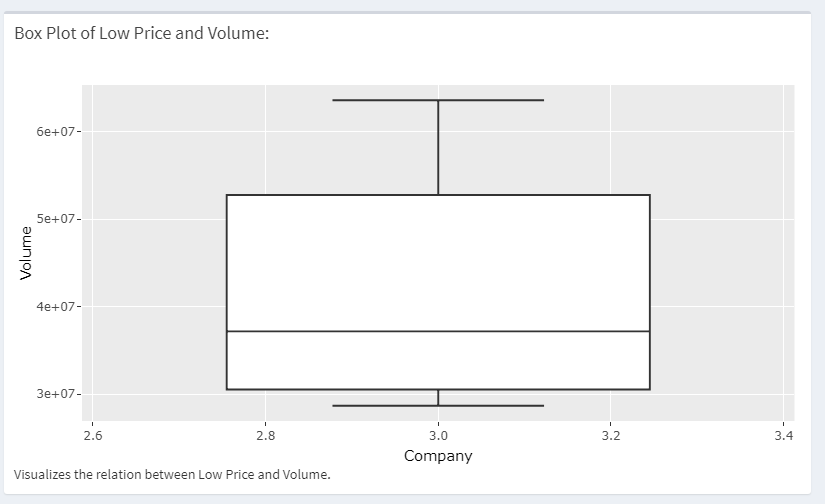 Box Plot of Low Price and Volume:
6e+07
5e+07
Volume
4e+07
3e+07
2.6 2.8 3.0 3.2 3.4
Company
Visualizes the relation between Low Price and Volume.